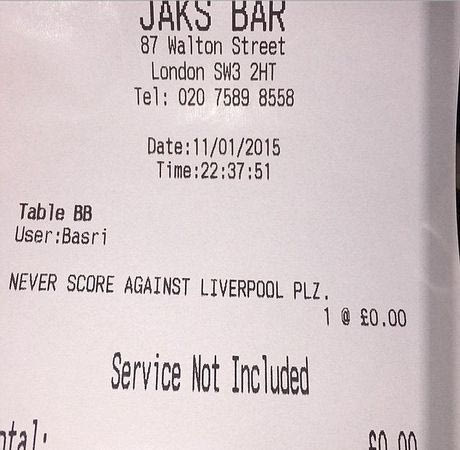 JAKS BAR
87 Walton Street
London SW3 2HT
Tel: 020 7589 8558
Date:11/01/2015
Time:22:37:51
Table BB
User:Basri
NEVER SCORE AGAINST LIVERPOOL PLZ.
1 @ £0.00
Service Not Included
otal: £0.00